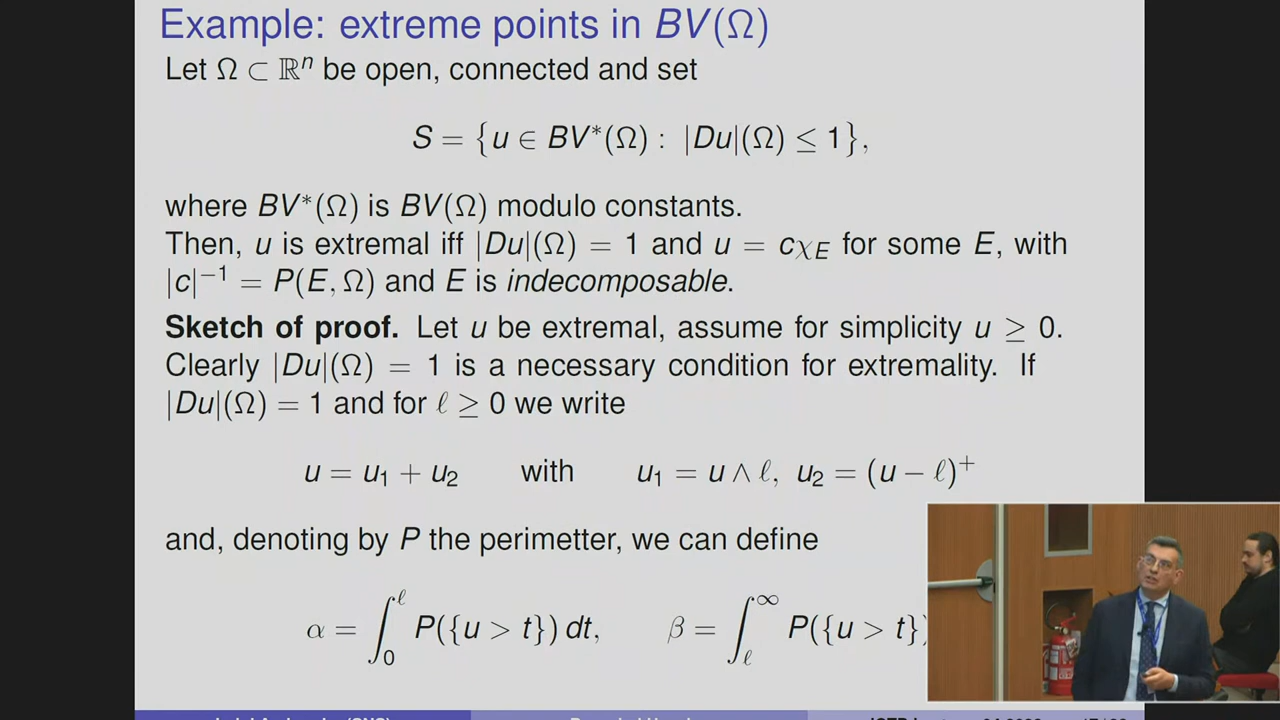 Example: extreme points in BV(Ω)
Let Ω ⊂ ℝⁿ be open, connected and set
S = {u ∈ BV*(Ω) : |Du|(Ω) ≤ 1},
where BV*(Ω) is BV(Ω) modulo constants.
Then, u is extremal iff |Du|(Ω) = 1 and u = cχ_E for some E, with
|c|⁻¹ = P(E, Ω) and E is indecomposable.
Sketch of proof. Let u be extremal, assume for simplicity u ≥ 0.
Clearly |Du|(Ω) = 1 is a necessary condition for extremality. If
|Du|(Ω) = 1 and for ℓ ≥ 0 we write
u = u₁ + u₂ with u₁ = u ∧ ℓ, u₂ = (u − ℓ)⁺
and, denoting by P the perimetter, we can define
α = ∫₀^ℓ P({u > t}) dt, β = ∫_ℓ^∞ P({u > t}